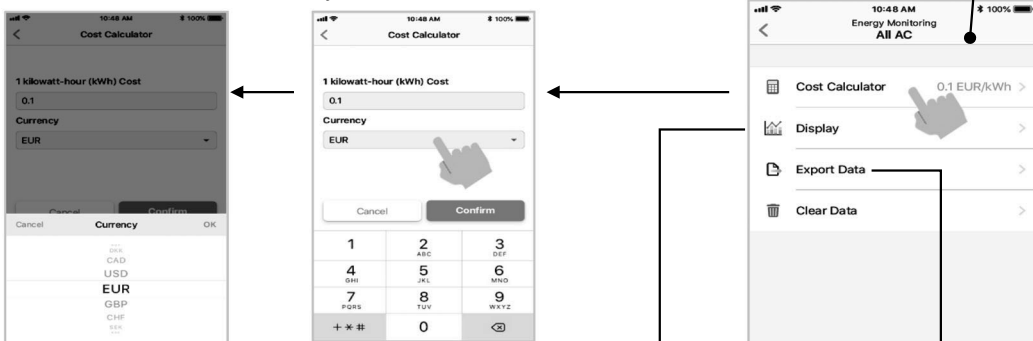 10:48 AM
100%
Cost Calculator
1 kilowatt-hour (kWh) Cost
0.1
Currency
EUR
Cancel Confirm
Cancel Currency OK
DKK
CAD
USD
EUR
GBP
CHF
SEK
10:48 AM
100%
Cost Calculator
1 kilowatt-hour (kWh) Cost
0.1
Currency
EUR
Cancel Confirm
1 2 3
ABC DEF
4 5 6
GHI JKL MNO
7 8 9
PQRS TUV WXYZ
+ * # 0
10:48 AM
100%
Energy Monitoring
All AC
Cost Calculator 0.1 EUR/kWh >
Display >
Export Data >
Clear Data >